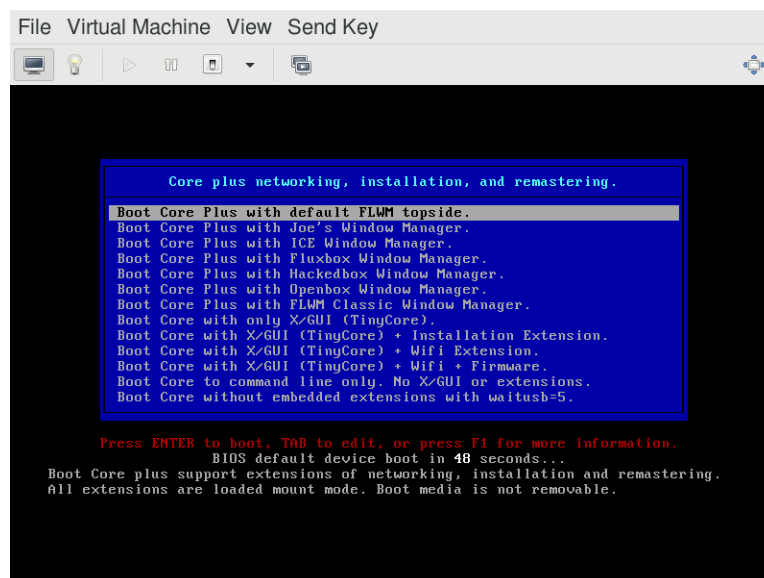 File Virtual Machine View Send Key
Core plus networking, installation, and remastering.
Boot Core Plus with default FLWM topside.
Boot Core Plus with Joe's Window Manager.
Boot Core Plus with ICE Window Manager.
Boot Core Plus with Fluxbox Window Manager.
Boot Core Plus with Hackedbox Window Manager.
Boot Core Plus with Openbox Window Manager.
Boot Core Plus with FLWM Classic Window Manager.
Boot Core with only X/GUI (TinyCore).
Boot Core with X/GUI (TinyCore) + Installation Extension.
Boot Core with X/GUI (TinyCore) + Wifi Extension.
Boot Core with X/GUI (TinyCore) + Wifi + Firmware.
Boot Core to command line only. No X/GUI or extensions.
Boot Core without embedded extensions with waitusb=5.
Press ENTER to boot, TAB to edit, or press F1 for more information.
BIOS default device boot in 48 seconds...
Boot Core plus support extensions of networking, installation and remastering.
All extensions are loaded mount mode. Boot media is not removable.